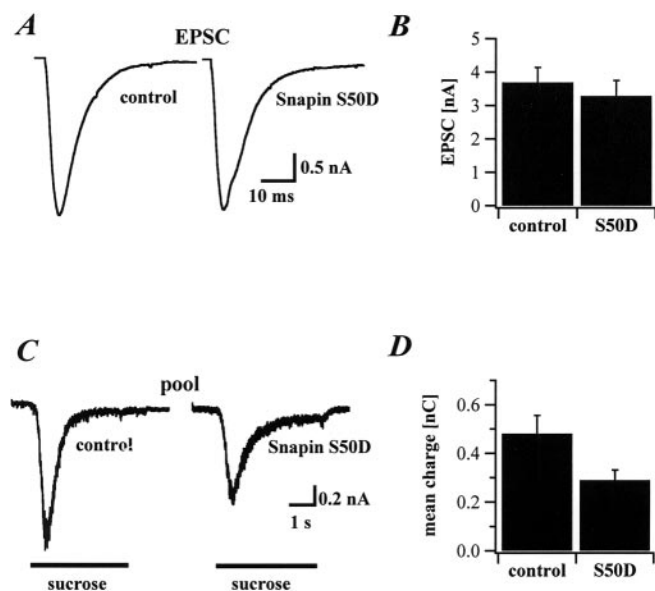 A
EPSC
control
Snapin S50D
0.5 nA
10 ms
B
EPSC [nA]
5
4
3
2
1
0
control
S50D
C
pool
contro!
Snapin S50D
0.2 nA
1 s
sucrose
sucrose
D
mean charge [nC]
0.6
0.4
0.2
0.0
control
S50D